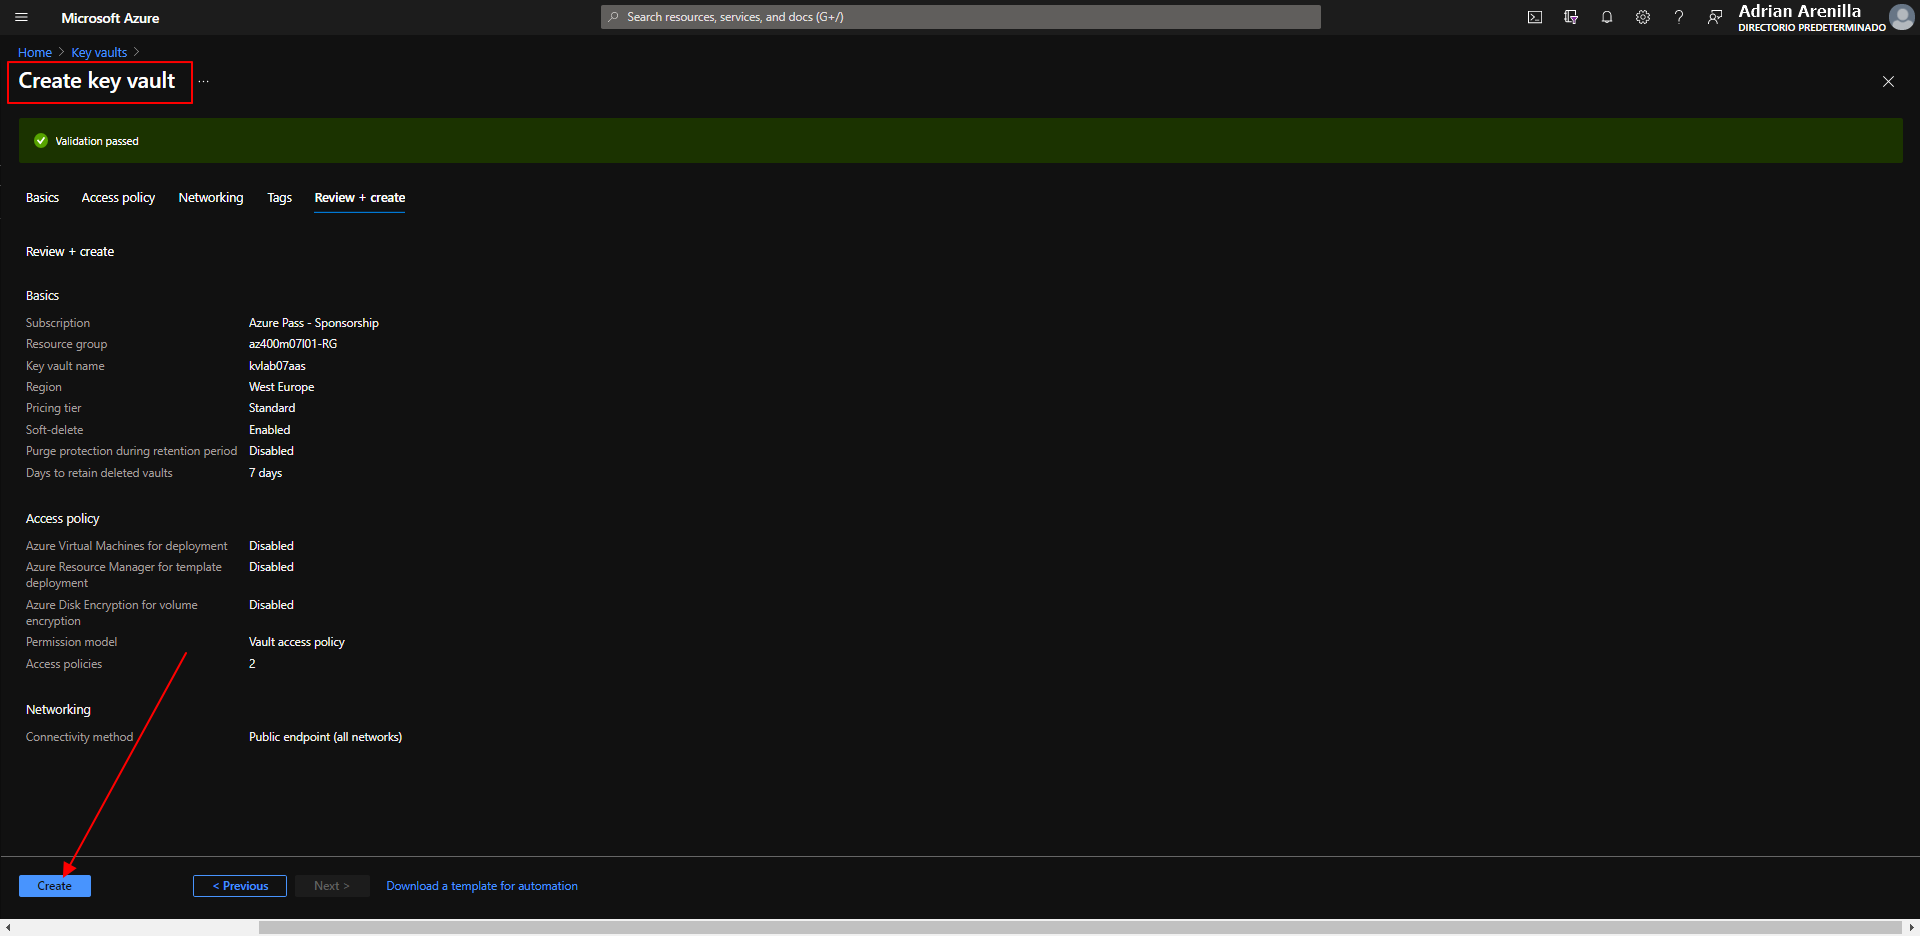 Microsoft Azure
Search resources, services, and docs (G+/)
Adrian Arenilla
DIRECTORIO PREDETERMINADO
Home > Key vaults >
Create key vault ...
Validation passed
Basics Access policy Networking Tags Review + create
Review + create
Basics
Subscription Azure Pass - Sponsorship
Resource group az400m07l01-RG
Key vault name kvlab07aas
Region West Europe
Pricing tier Standard
Soft-delete Enabled
Purge protection during retention period Disabled
Days to retain deleted vaults 7 days
Access policy
Azure Virtual Machines for deployment Disabled
Azure Resource Manager for template Disabled
deployment
Azure Disk Encryption for volume Disabled
encryption
Permission model Vault access policy
Access policies 2
Networking
Connectivity method Public endpoint (all networks)
Create < Previous Next > Download a template for automation